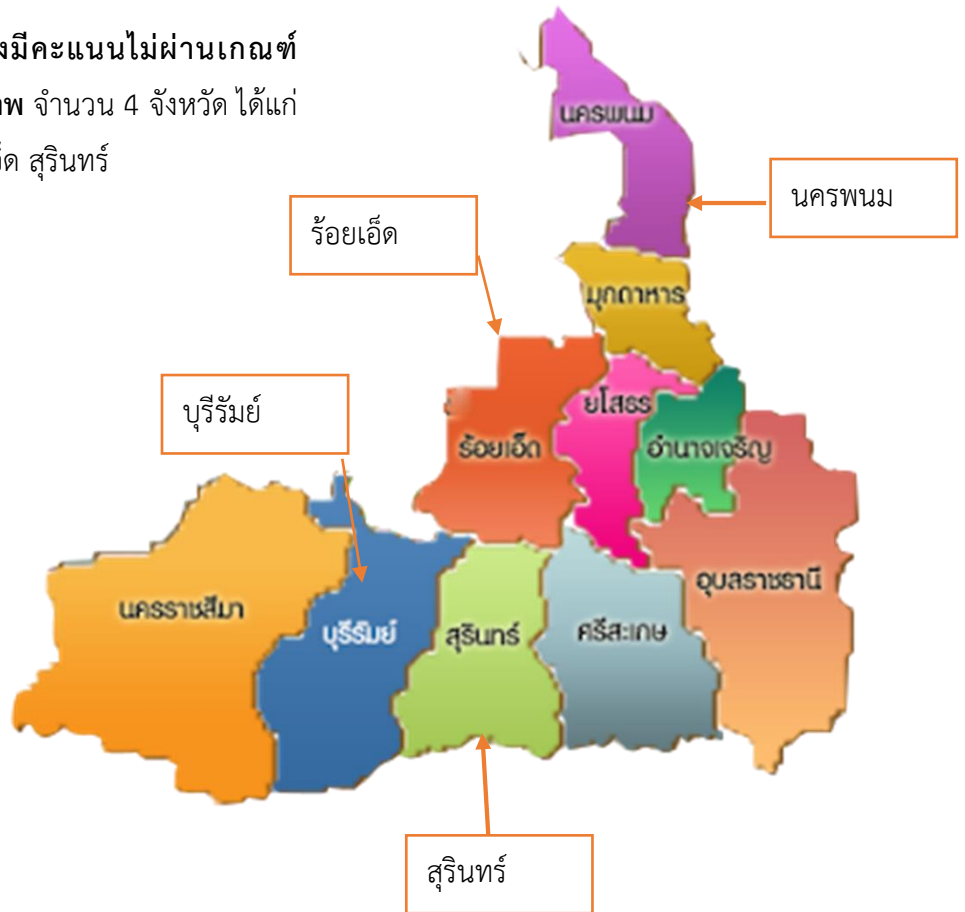 งมีคะแนนไม่ผ่านเกณฑ์
าพ จำนวน 4 จังหวัด ได้แก่
อ็ด สุรินทร์
นครพนม
นครพนม
ร้อยเอ็ด
มุกดาหาร
บุรีรัมย์
ยโสธร
ร้อยเอ็ด
อำนาจเจริญ
อุบลราชธานี
นครราชสีมา
บุรีรัมย์
สุรินทร์
ศรีสะเกษ
สุรินทร์